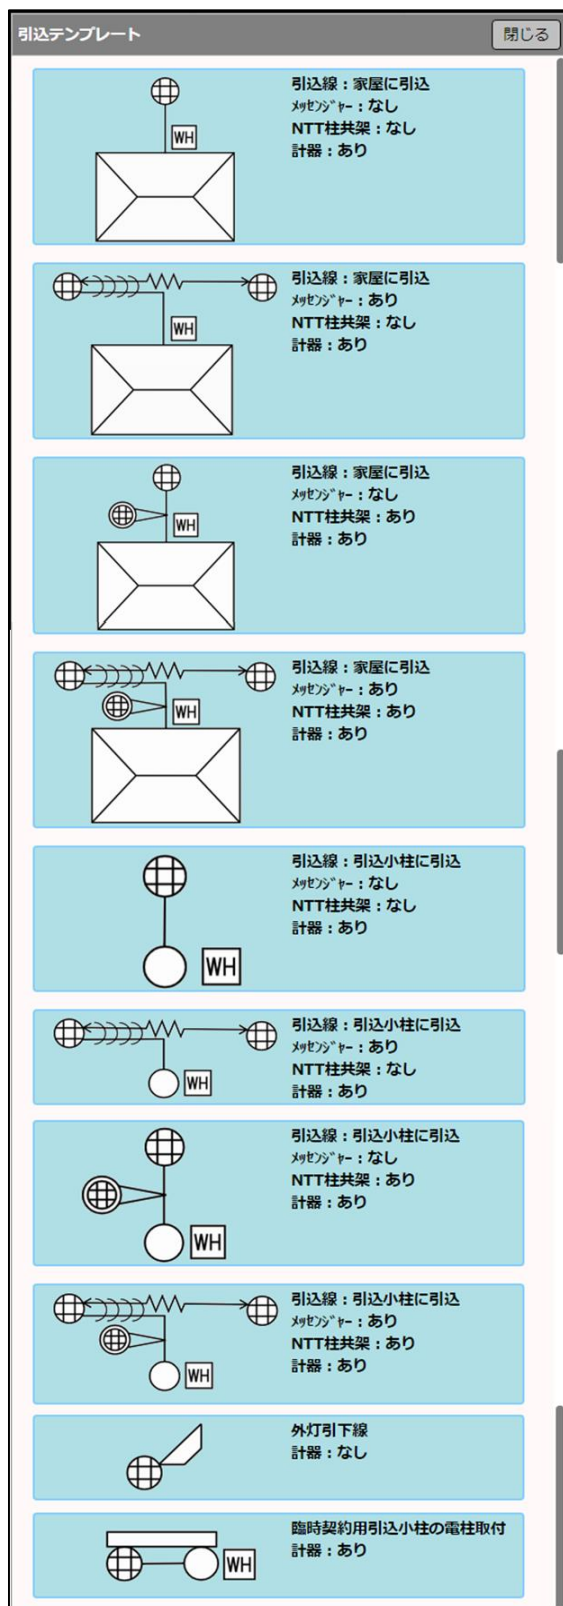 引込テンプレート
閉じる
引込線：家屋に引込
ﾒｯｾﾝｼﾞｬｰ：なし
NTT柱共架：なし
計器：あり
WH
引込線：家屋に引込
ﾒｯｾﾝｼﾞｬｰ：あり
NTT柱共架：なし
計器：あり
WH
引込線：家屋に引込
ﾒｯｾﾝｼﾞｬｰ：なし
NTT柱共架：あり
計器：あり
WH
引込線：家屋に引込
ﾒｯｾﾝｼﾞｬｰ：あり
NTT柱共架：あり
計器：あり
WH
引込線：引込小柱に引込
ﾒｯｾﾝｼﾞｬｰ：なし
NTT柱共架：なし
計器：あり
WH
引込線：引込小柱に引込
ﾒｯｾﾝｼﾞｬｰ：あり
NTT柱共架：なし
計器：あり
WH
引込線：引込小柱に引込
ﾒｯｾﾝｼﾞｬｰ：なし
NTT柱共架：あり
計器：あり
WH
引込線：引込小柱に引込
ﾒｯｾﾝｼﾞｬｰ：あり
NTT柱共架：あり
計器：あり
WH
外灯引下線
計器：なし
臨時契約用引込小柱の電柱取付
計器：あり
WH